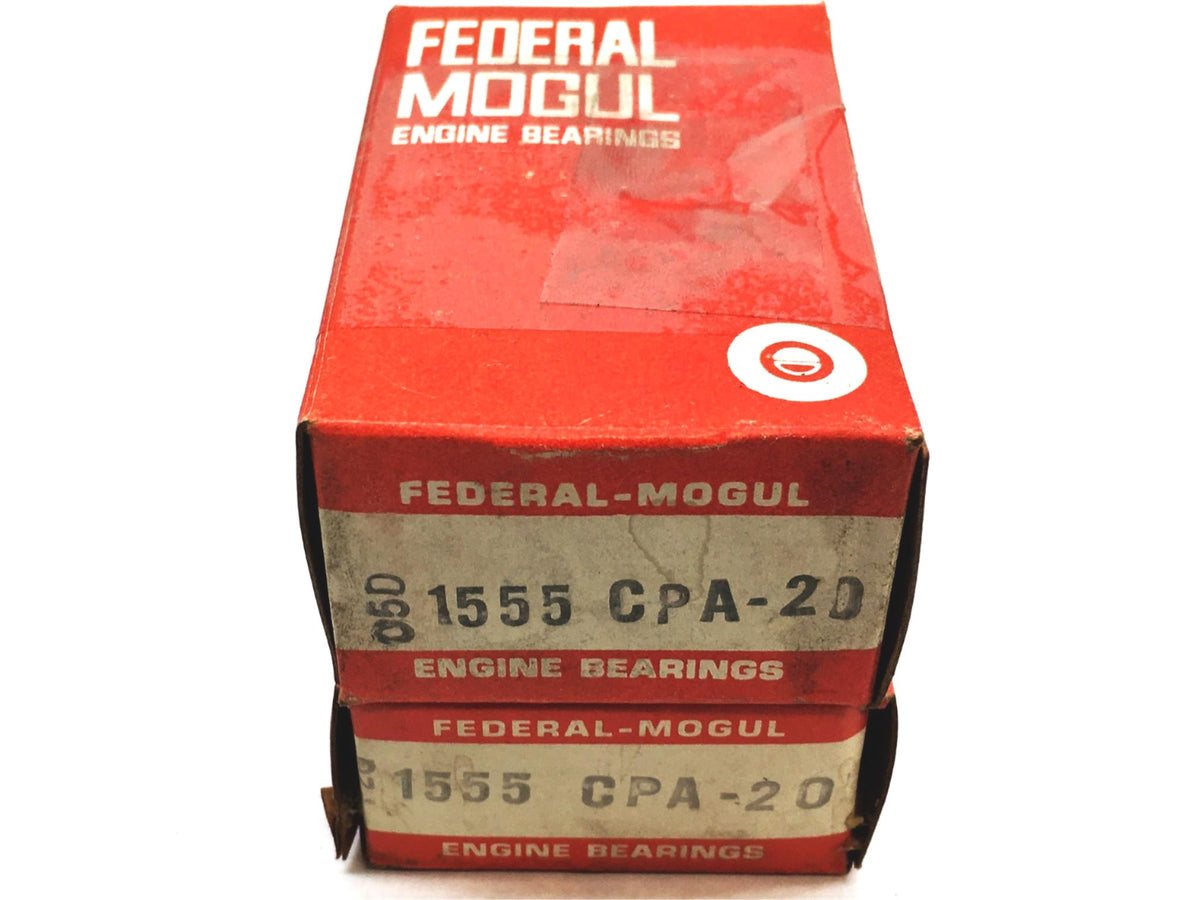 FEDERAL
MOGUL
ENGINE BEARINGS
FEDERAL-MOGUL
05D
1555 CPA-20
ENGINE BEARINGS
FEDERAL-MOGUL
1555 CPA-20
ENGINE BEARINGS